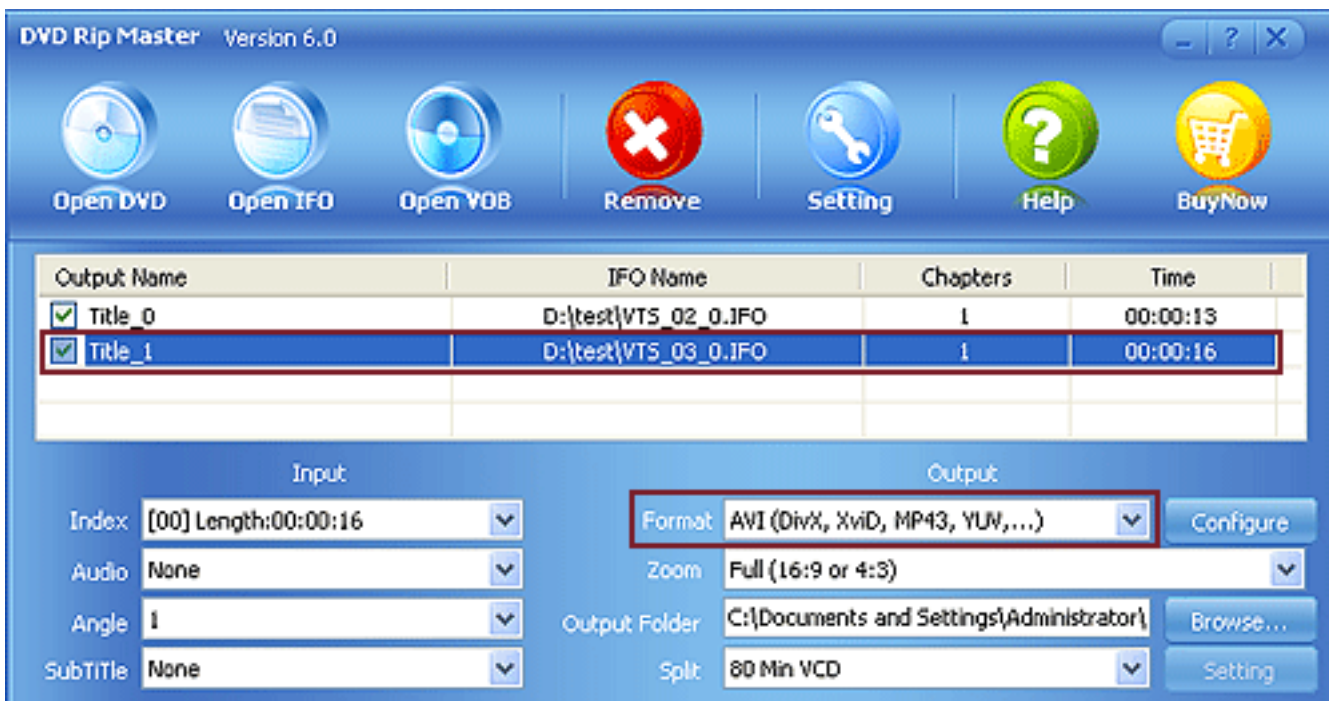 DVD Rip Master Version 6.0
Open DVD Open IFO Open VOB Remove Setting Help BuyNow
Output Name IFO Name Chapters Time
Title_0 D:\test\VTS_02_0.IFO 1 00:00:13
Title_1 D:\test\VTS_03_0.IFO 1 00:00:16
Input Output
Index [00] Length:00:00:16 Format AVI (DivX, XviD, MP43, YUV,...) Configure
Audio None Zoom Full (16:9 or 4:3)
Angle 1 Output Folder C:\Documents and Settings\Administrator\ Browse...
SubTiTle None Split 80 Min VCD Setting